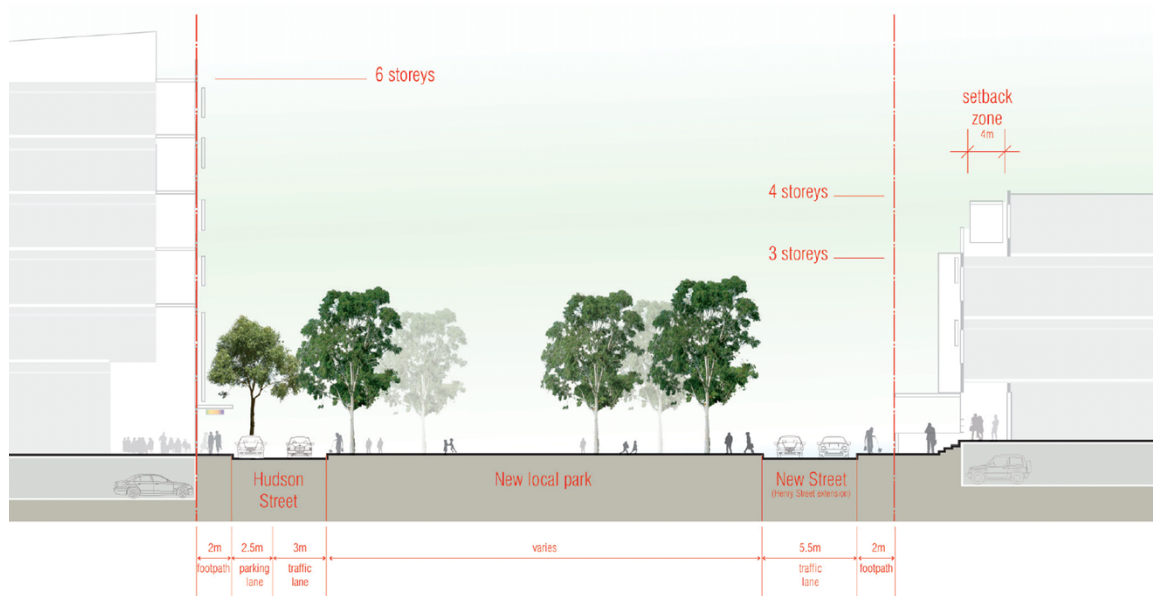 6 storeys
setback
zone
4m
4 storeys
3 storeys
Hudson
Street
New local park
New Street
(Henry Street extension)
2m
footpath
2.5m
parking
lane
3m
traffic
lane
varies
5.5m
traffic
lane
2m
footpath